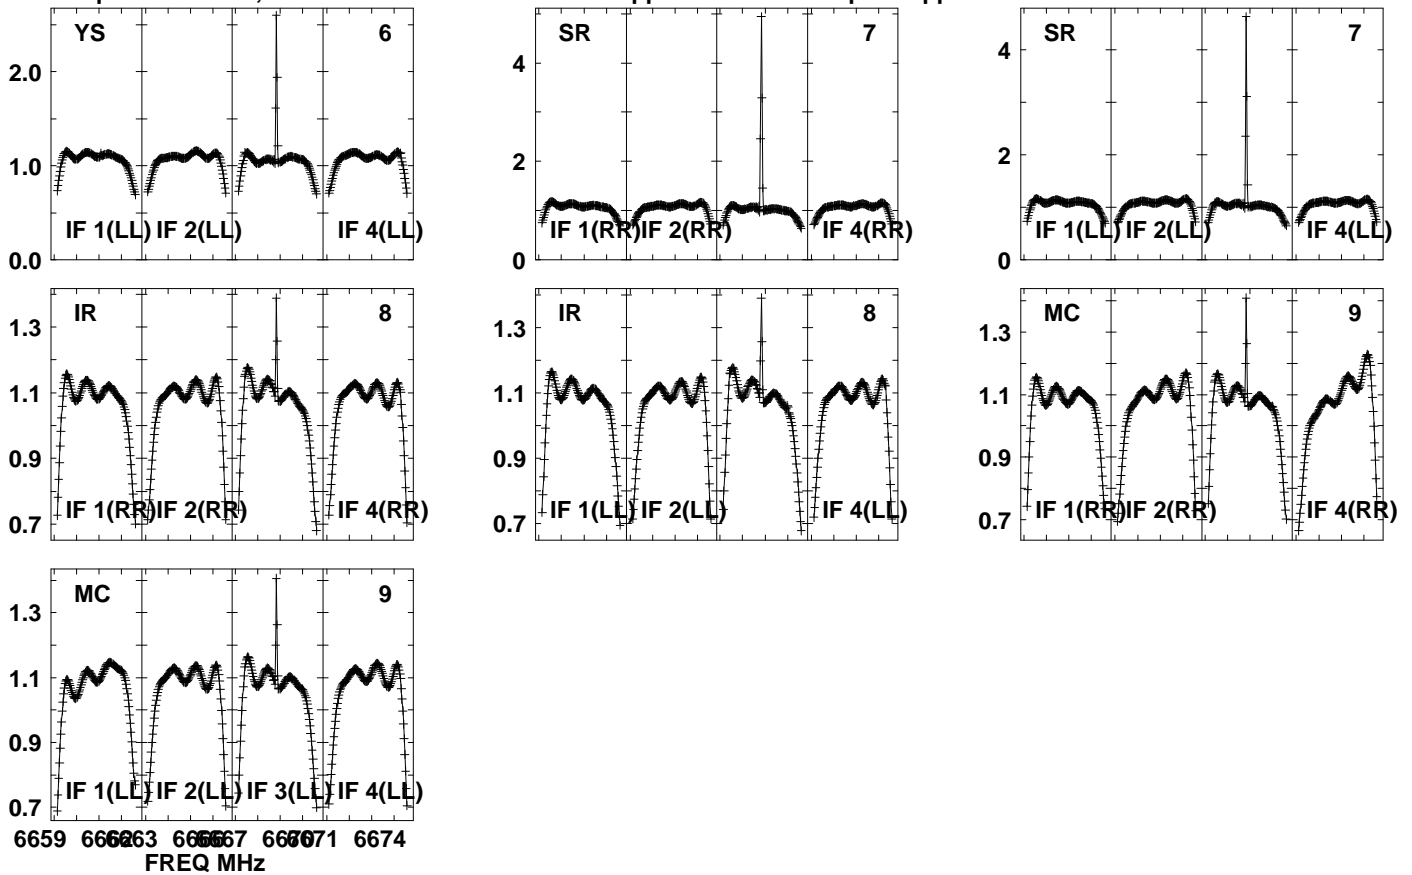 YS 6 SR 7 SR 7
2.0 4 4
1.0 2 2
IF 1(LL) IF 2(LL) IF 4(LL) IF 1(RR) IF 2(RR) IF 4(RR) IF 1(LL) IF 2(LL) IF 4(LL)
0.0 0 0
IR 8 IR 8 MC 9
1.3 1.3 1.3
1.1 1.1 1.1
0.9 0.9 0.9
0.7 0.7 0.7
IF 1(RR) IF 2(RR) IF 4(RR) IF 1(LL) IF 2(LL) IF 4(LL) IF 1(RR) IF 2(RR) IF 4(RR)
MC 9
1.3
1.1
0.9
IF 1(LL) IF 2(LL) IF 3(LL) IF 4(LL)
0.7
6659 6662 6663 6666 6667 6670 6671 6674
FREQ MHz